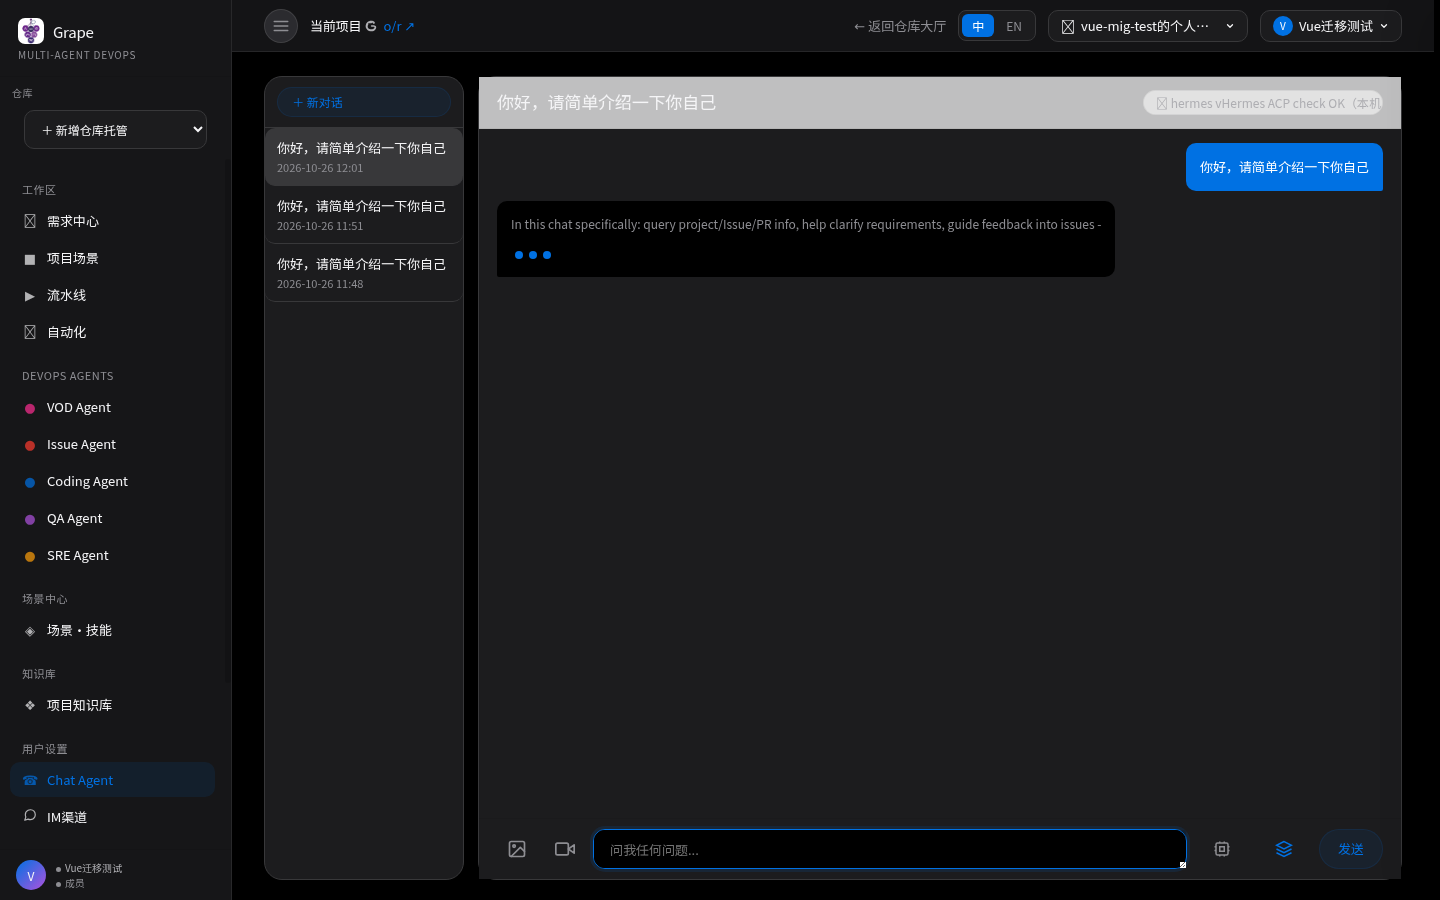 Grape
MULTI-AGENT DEVOPS
仓库
＋ 新增仓库托管
工作区
需求中心
项目场景
流水线
自动化
DEVOPS AGENTS
VOD Agent
Issue Agent
Coding Agent
QA Agent
SRE Agent
场景中心
场景・技能
知识库
项目知识库
用户设置
Chat Agent
IM渠道
V
Vue迁移测试
成员
当前项目 G o/r ↗
← 返回仓库大厅
中
EN
vue-mig-test的个人…
V
Vue迁移测试
＋ 新对话
你好，请简单介绍一下你自己
2026-10-26 12:01
你好，请简单介绍一下你自己
2026-10-26 11:51
你好，请简单介绍一下你自己
2026-10-26 11:48
你好，请简单介绍一下你自己
hermes vHermes ACP check OK（本机
你好，请简单介绍一下你自己
In this chat specifically: query project/Issue/PR info, help clarify requirements, guide feedback into issues -
问我任何问题...
发送